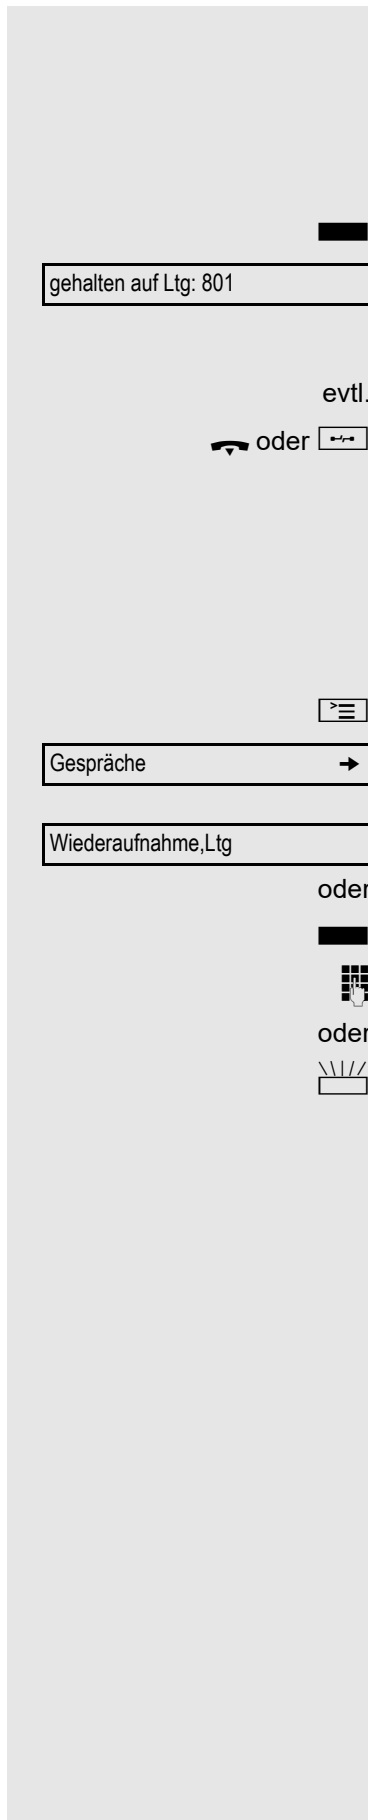 gehalten auf Ltg: 801
evtl.
oder
Gespräche
Wiederaufnahme,Ltg
oder
oder